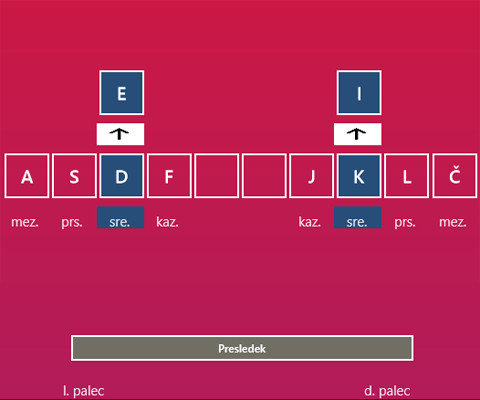 E I
A S D F J K L Č
mez. prs. sre. kaz. kaz. sre. prs. mez.
Presledek
l. palec d. palec